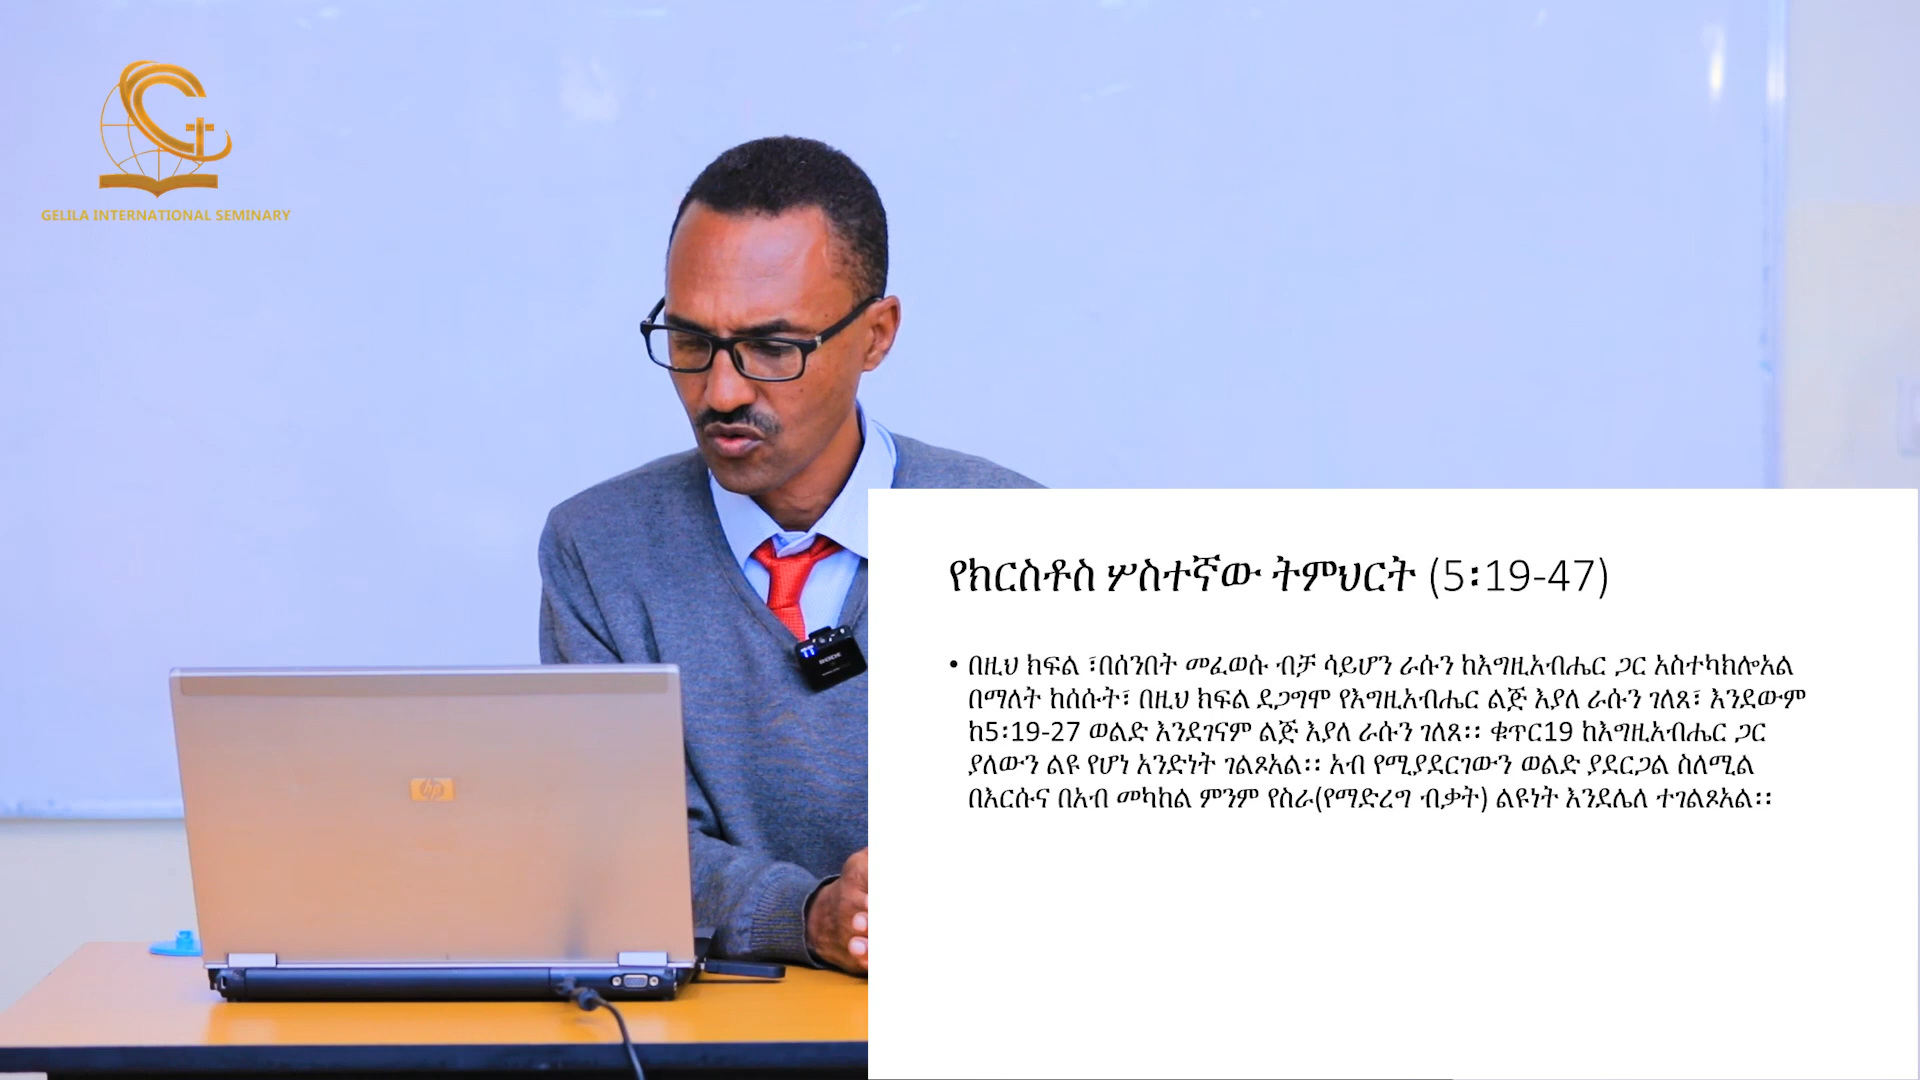 GELILA INTERNATIONAL SEMINARY
የክርስቶስ ሦስተኛው ትምህርት (5፡19-47)
• በዚህ ክፍል ፣በሰንበት መፈወሱ ብቻ ሳይሆን ራሱን ከእግዚአብሔር ጋር አስተካክሎአል
በማለት ከሰሱት፣ በዚህ ክፍል ደጋግሞ የእግዚአብሔር ልጅ እያለ ራሱን ገለጸ፣ እንደውም
ከ5፡19-27 ወልድ እንደገናም ልጅ እያለ ራሱን ገለጸ፡፡ ቁጥር19 ከእግዚአብሔር ጋር
ያለውን ልዩ የሆነ አንድነት ገልጾአል፡፡ አብ የሚያደርገውን ወልድ ያደርጋል ስለሚል
በእርሱና በአብ መካከል ምንም የስራ(የማድረግ ብቃት) ልዩነት እንደሌለ ተገልጾአል፡፡
RODE
hp